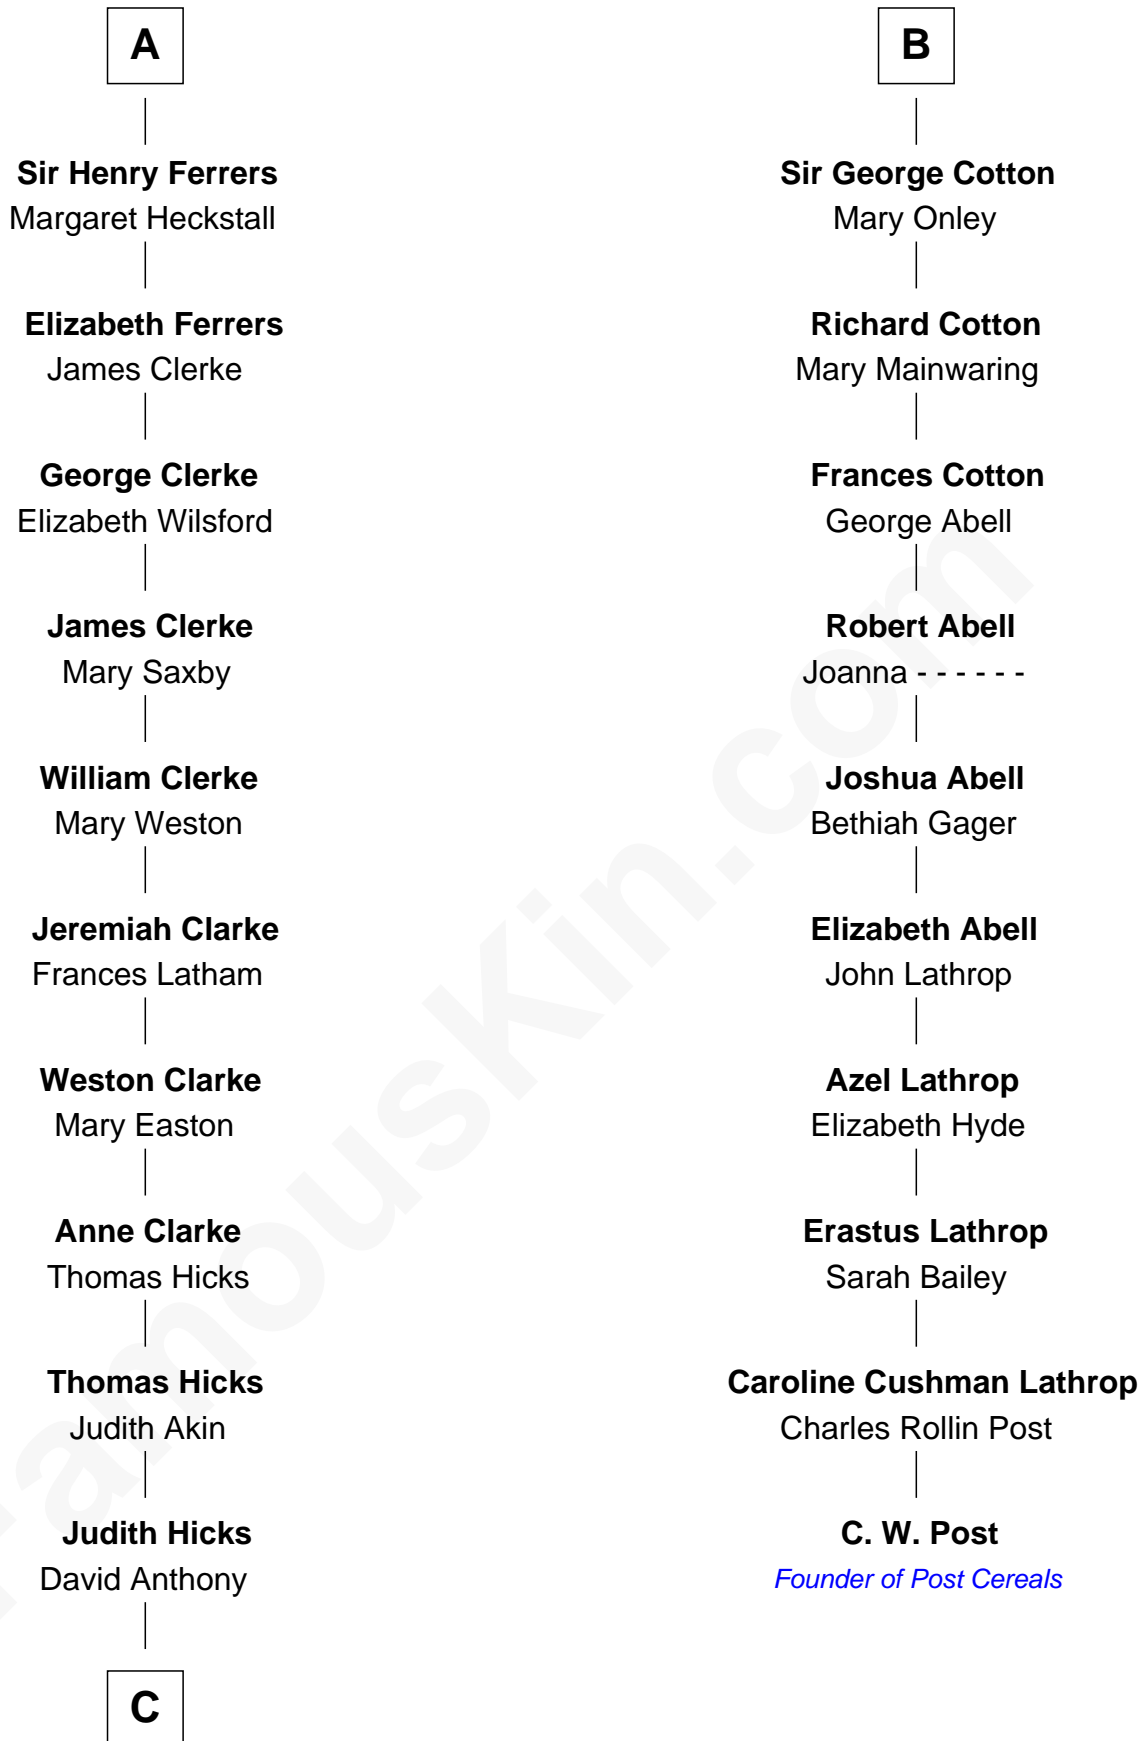 A
Sir Henry Ferrers
Margaret Heckstall
Elizabeth Ferrers
James Clerke
George Clerke
Elizabeth Wilsford
James Clerke
Mary Saxby
William Clerke
Mary Weston
Jeremiah Clarke
Frances Latham
Weston Clarke
Mary Easton
Anne Clarke
Thomas Hicks
Thomas Hicks
Judith Akin
Judith Hicks
David Anthony
C
B
Sir George Cotton
Mary Onley
Richard Cotton
Mary Mainwaring
Frances Cotton
George Abell
Robert Abell
Joanna - - - - - -
Joshua Abell
Bethiah Gager
Elizabeth Abell
John Lathrop
Azel Lathrop
Elizabeth Hyde
Erastus Lathrop
Sarah Bailey
Caroline Cushman Lathrop
Charles Rollin Post
C. W. Post
Founder of Post Cereals
FamousKin.com